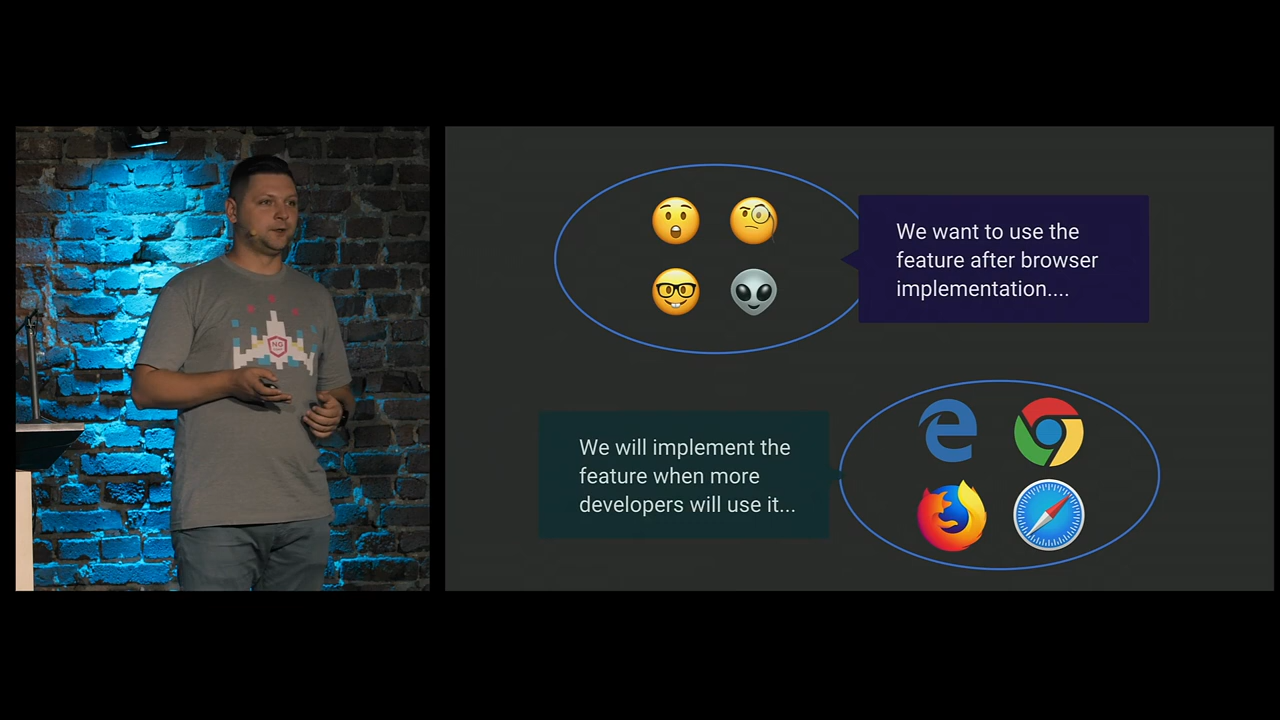 We want to use the
feature after browser
implementation....
We will implement the
feature when more
developers will use it...
NG